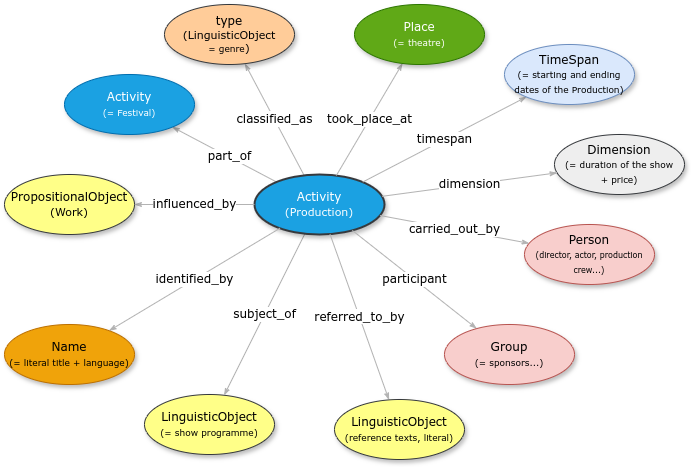 type
(LinguisticObject
= genre)
Place
(= theatre)
TimeSpan
(= starting and ending
dates of the Production)
Activity
(= Festival)
classified_as
took_place_at
timespan
part_of
Dimension
(= duration of the show
+ price)
dimension
PropositionalObject
(Work)
influenced_by
Activity
(Production)
carried_out_by
Person
(director, actor, production
crew...)
identified_by
participant
subject_of
referred_to_by
Name
(= literal title + language)
Group
(= sponsors...)
LinguisticObject
(= show programme)
LinguisticObject
(reference texts, literal)